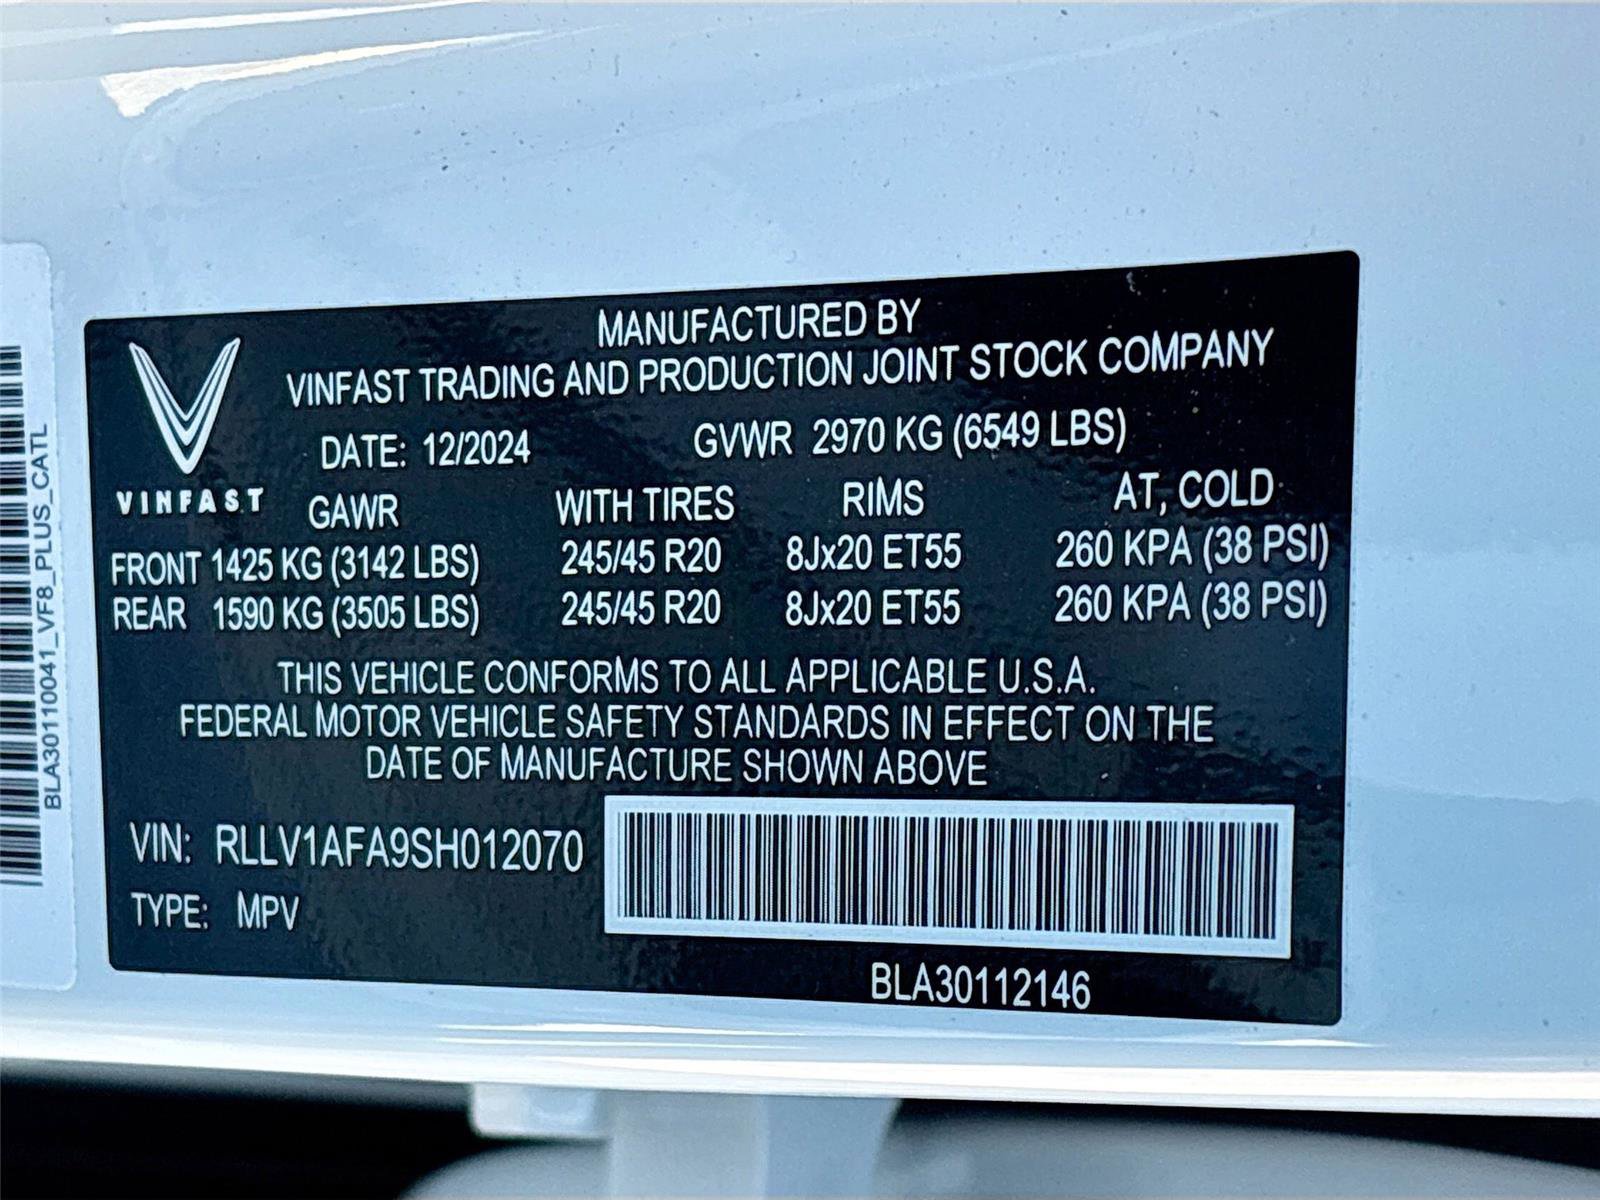 MANUFACTURED BY
VINFAST TRADING AND PRODUCTION JOINT STOCK COMPANY
DATE: 12/2024 GVWR 2970 KG (6549 LBS)
VINFAST
GAWR WITH TIRES RIMS AT, COLD
FRONT 1425 KG (3142 LBS) 245/45 R20 8Jx20 ET55 260 KPA (38 PSI)
REAR 1590 KG (3505 LBS) 245/45 R20 8Jx20 ET55 260 KPA (38 PSI)
THIS VEHICLE CONFORMS TO ALL APPLICABLE U.S.A.
FEDERAL MOTOR VEHICLE SAFETY STANDARDS IN EFFECT ON THE
DATE OF MANUFACTURE SHOWN ABOVE
VIN: RLLV1AFA9SH012070
TYPE: MPV
BLA30112146
BLA30110041_VF8_PLUS_CATL